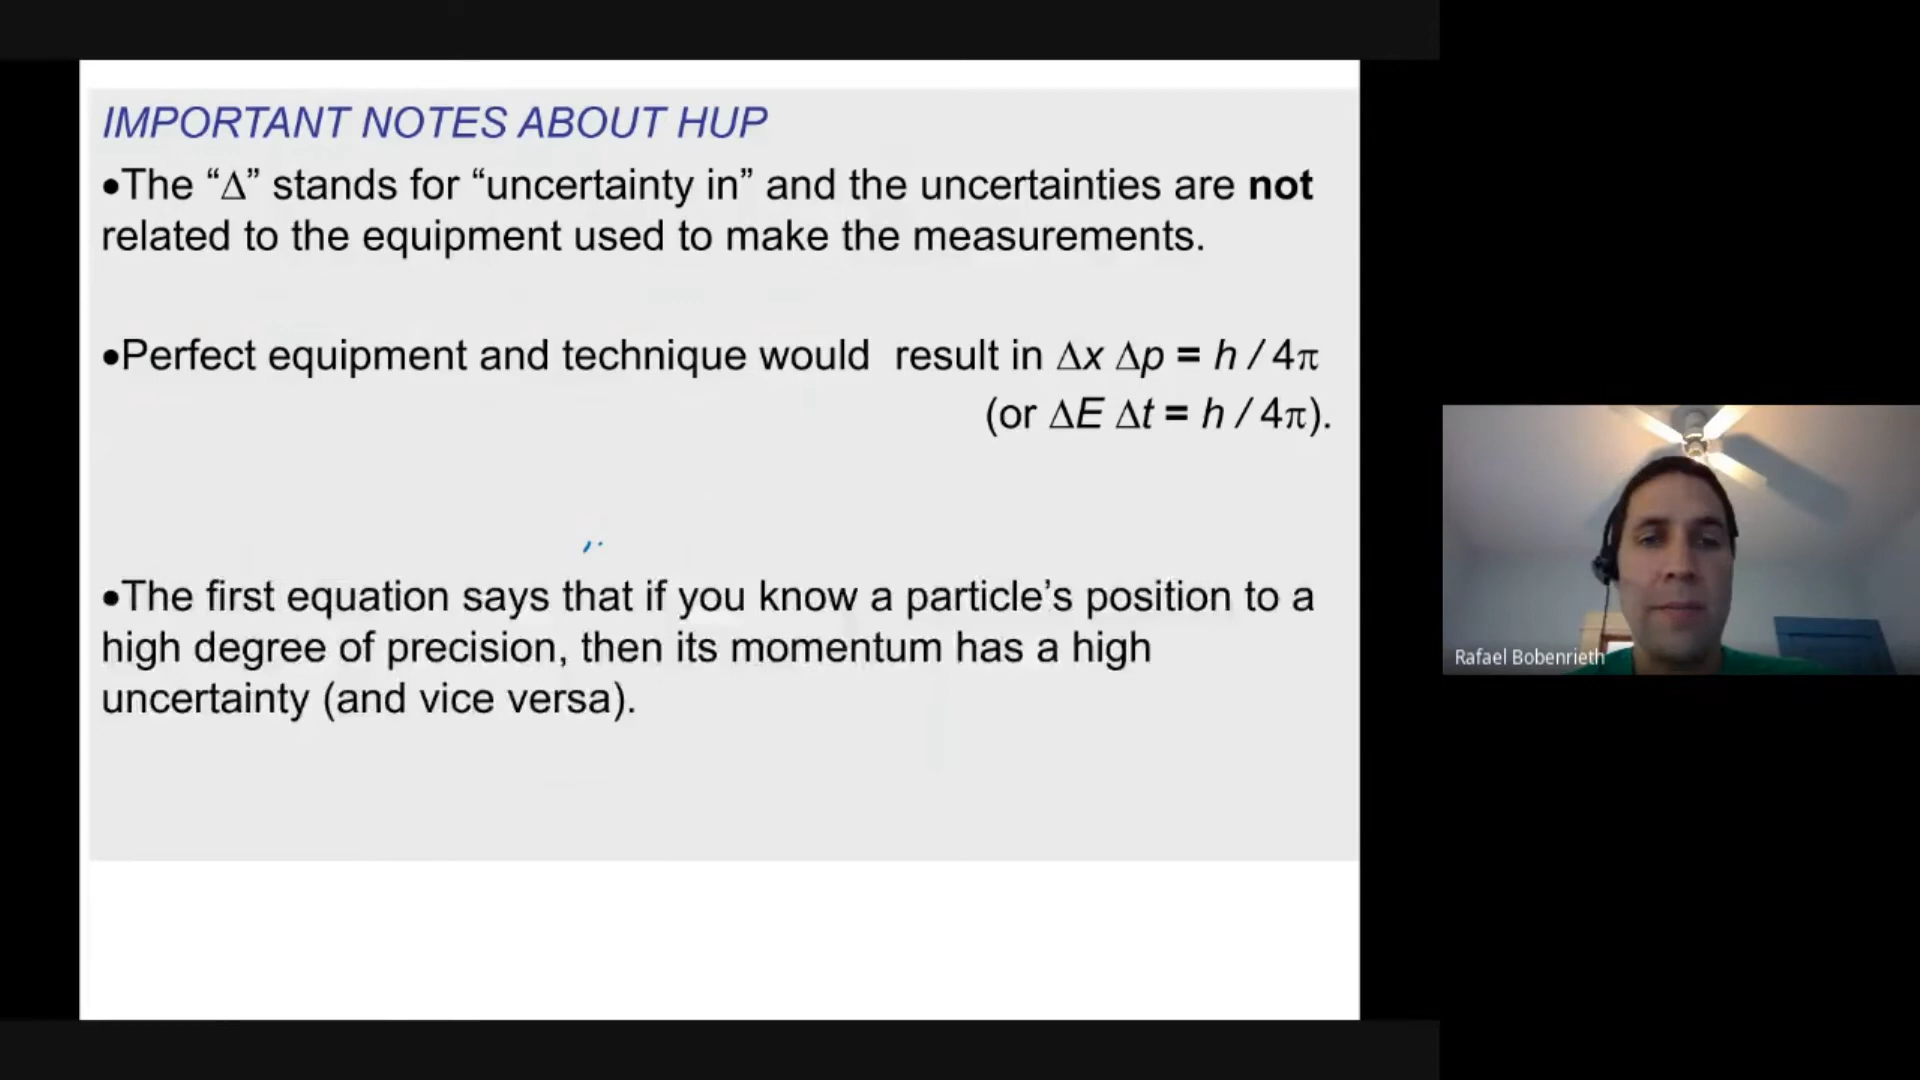 IMPORTANT NOTES ABOUT HUP
•The “Δ” stands for “uncertainty in” and the uncertainties are not
related to the equipment used to make the measurements.
•Perfect equipment and technique would  result in Δx Δp = h / 4π
(or ΔE Δt = h / 4π).
•The first equation says that if you know a particle’s position to a
high degree of precision, then its momentum has a high
uncertainty (and vice versa).
Rafael Bobenrieth